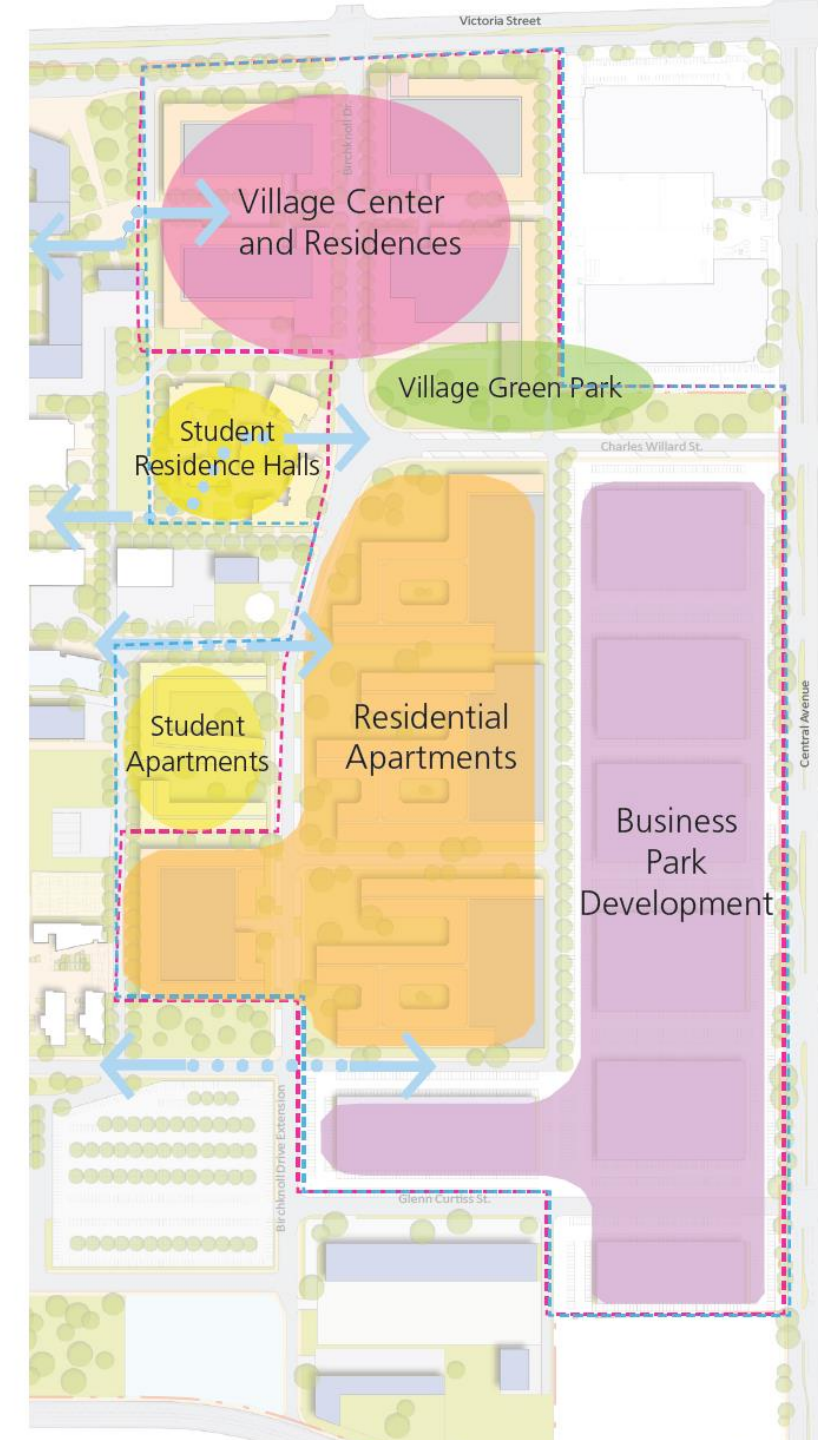 Victoria Street
Birchknoll Dr.
Village Center
and Residences
Village Green Park
Student
Residence Halls
Charles Willard St.
Student
Apartments
Residential
Apartments
Central Avenue
Business
Park
Development
Birchknoll Drive Extension
Glenn Curtiss St.